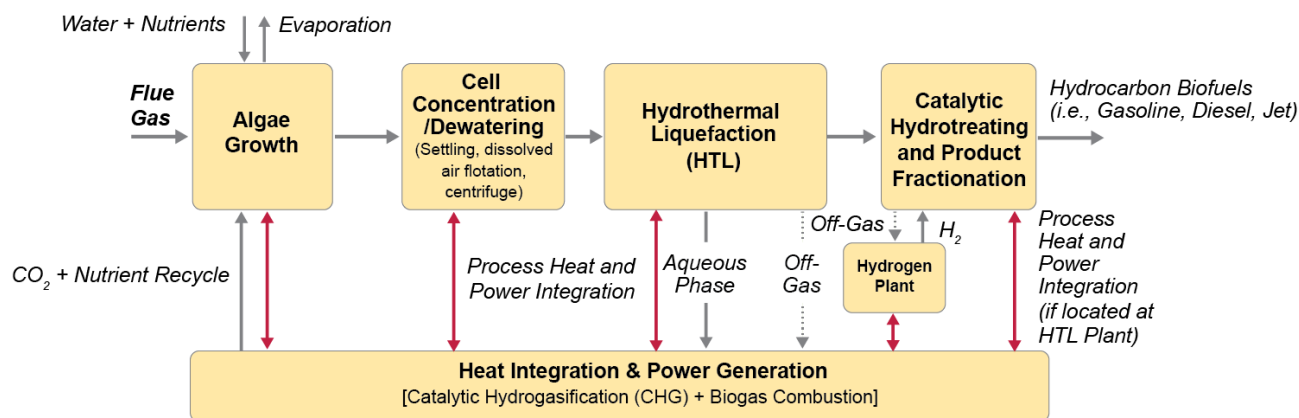 Water + Nutrients
Evaporation
Flue
Gas
Algae
Growth
Cell
Concentration
/Dewatering
(Settling, dissolved
air flotation,
centrifuge)
Hydrothermal
Liquefaction
(HTL)
Catalytic
Hydrotreating
and Product
Fractionation
Hydrocarbon Biofuels
(i.e., Gasoline, Diesel, Jet)
CO2 + Nutrient Recycle
Process Heat and
Power Integration
Aqueous
Phase
Off-
Gas
Off-Gas
H2
Hydrogen
Plant
Process
Heat and
Power
Integration
(if located at
HTL Plant)
Heat Integration & Power Generation
[Catalytic Hydrogasification (CHG) + Biogas Combustion]